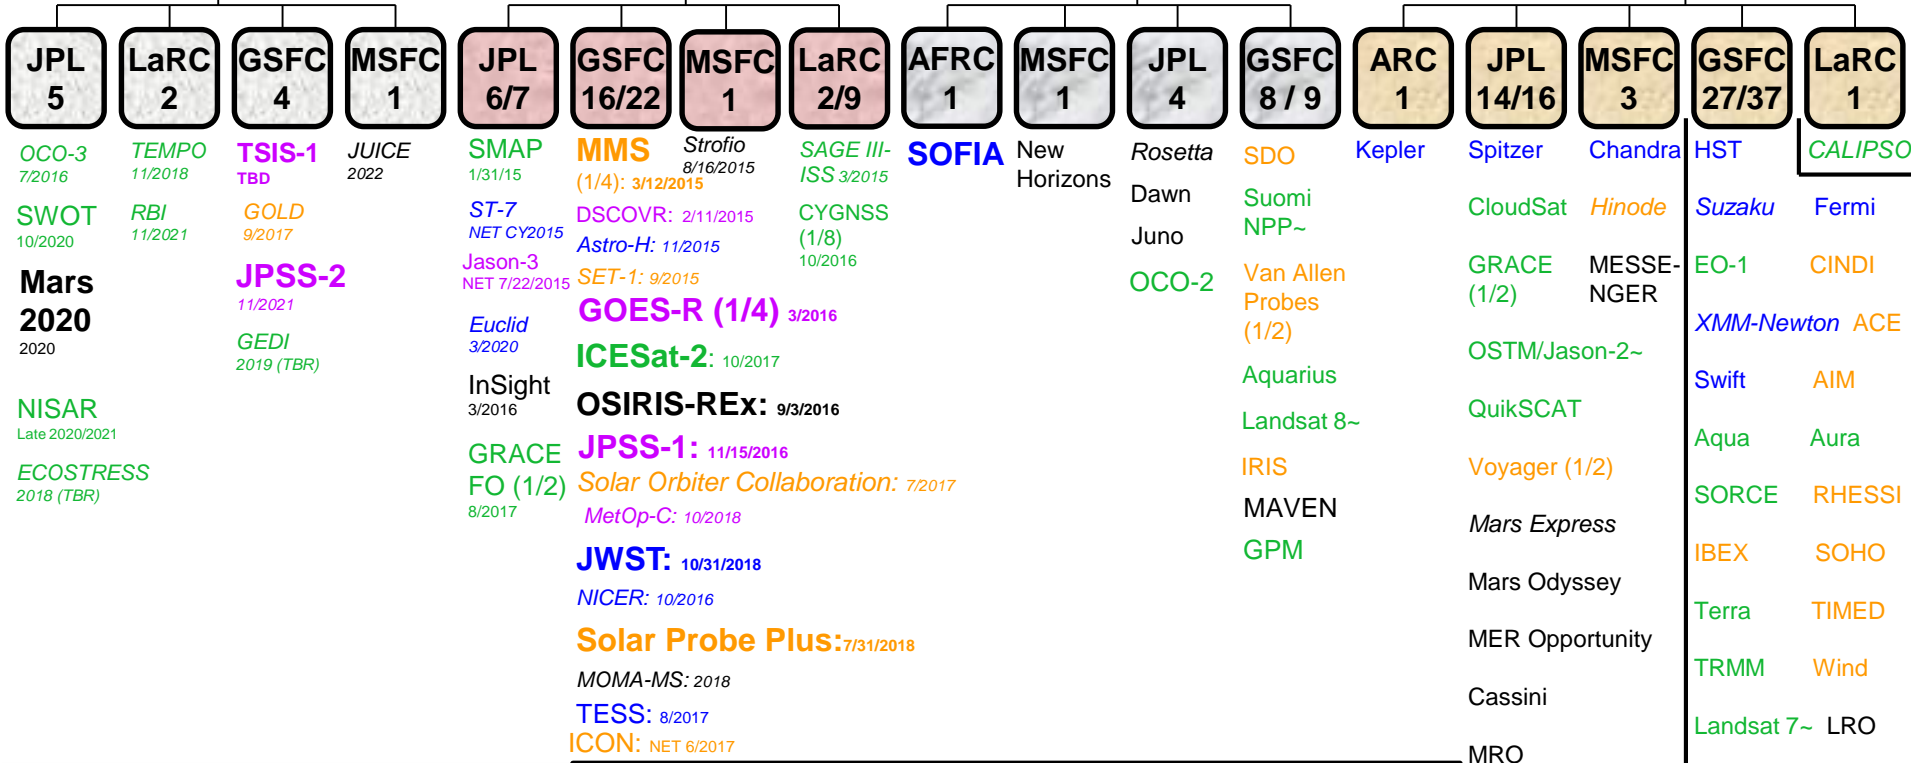 JPL
5
LaRC
2
GSFC
4
MSFC
1
JPL
6/7
GSFC
16/22
MSFC
1
LaRC
2/9
AFRC
1
MSFC
1
JPL
4
GSFC
8 / 9
ARC
1
JPL
14/16
MSFC
3
GSFC
27/37
LaRC
1
OCO-3
7/2016
SWOT
10/2020
Mars
2020
2020
NISAR
Late 2020/2021
ECOSTRESS
2018 (TBR)
TEMPO
11/2018
RBI
11/2021
TSIS-1
TBD
GOLD
9/2017
JPSS-2
11/2021
GEDI
2019 (TBR)
JUICE
2022
SMAP
1/31/15
ST-7
NET CY2015
Jason-3
NET 7/22/2015
Euclid
3/2020
InSight
3/2016
GRACE
FO (1/2)
8/2017
MMS
(1/4): 3/12/2015
DSCOVR: 2/11/2015
Astro-H: 11/2015
SET-1: 9/2015
GOES-R (1/4) 3/2016
ICESat-2: 10/2017
OSIRIS-REx: 9/3/2016
JPSS-1: 11/15/2016
Solar Orbiter Collaboration: 7/2017
MetOp-C: 10/2018
JWST: 10/31/2018
NICER: 10/2016
Solar Probe Plus:7/31/2018
MOMA-MS: 2018
TESS: 8/2017
ICON: NET 6/2017
Strofio
8/16/2015
SAGE III-
ISS 3/2015
CYGNSS
(1/8)
10/2016
SOFIA
New
Horizons
Rosetta
Dawn
Juno
OCO-2
SDO
Suomi
NPP~
Van Allen
Probes
(1/2)
Aquarius
Landsat 8~
IRIS
MAVEN
GPM
Kepler
Spitzer
CloudSat
GRACE
(1/2)
OSTM/Jason-2~
QuikSCAT
Voyager (1/2)
Mars Express
Mars Odyssey
MER Opportunity
Cassini
MRO
Chandra
Hinode
MESSE-
NGER
HST
Suzaku Fermi
EO-1 CINDI
XMM-Newton ACE
Swift AIM
Aqua Aura
SORCE RHESSI
IBEX SOHO
Terra TIMED
TRMM Wind
Landsat 7~ LRO
CALIPSO